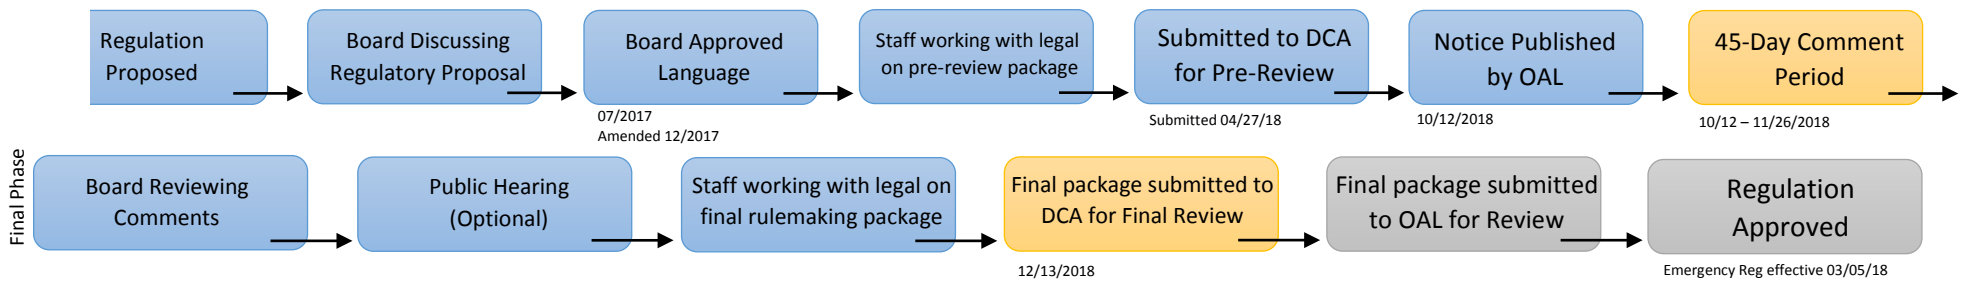 Regulation
Proposed
Board Discussing
Regulatory Proposal
Board Approved
Language
07/2017
Amended 12/2017
Staff working with legal
on pre-review package
Submitted to DCA
for Pre-Review
Submitted 04/27/18
Notice Published
by OAL
10/12/2018
45-Day Comment
Period
10/12 – 11/26/2018
Final Phase
Board Reviewing
Comments
Public Hearing
(Optional)
Staff working with legal on
final rulemaking package
Final package submitted to
DCA for Final Review
12/13/2018
Final package submitted
to OAL for Review
Regulation
Approved
Emergency Reg effective 03/05/18